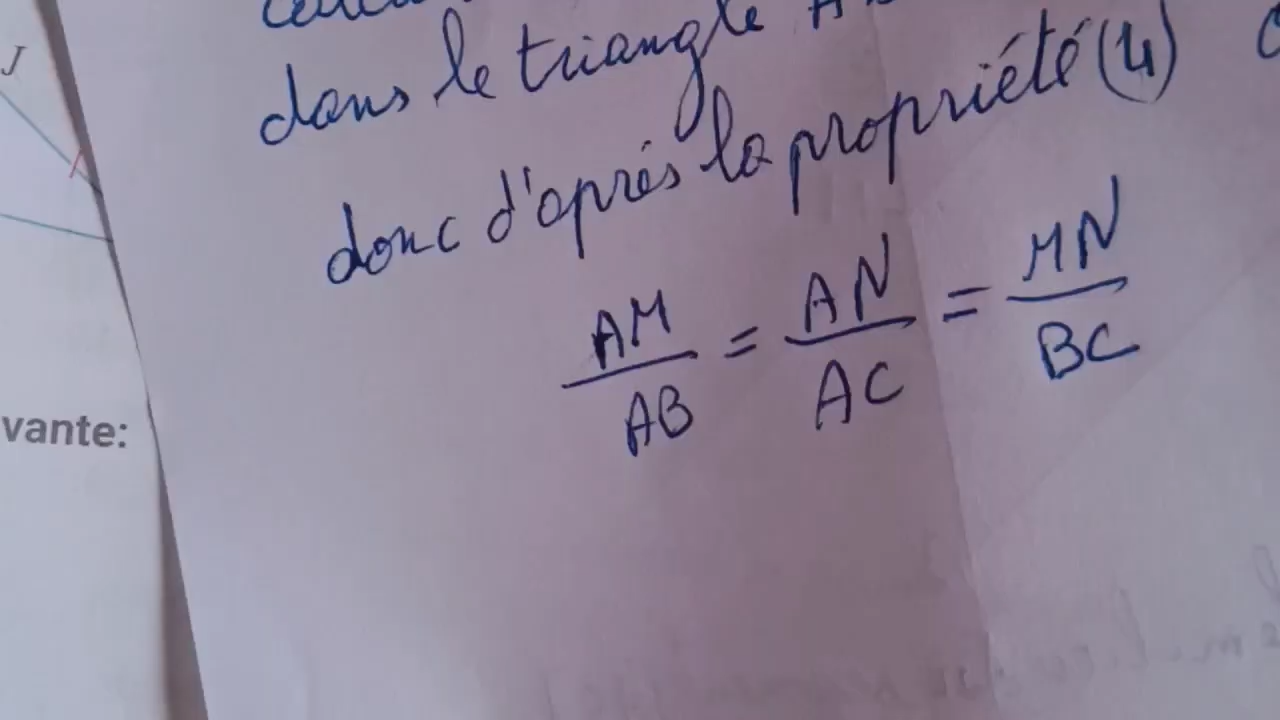 J
dans le triangle
donc d'après la propriété (4)
AM/AB = AN/AC = MN/BC
vante: